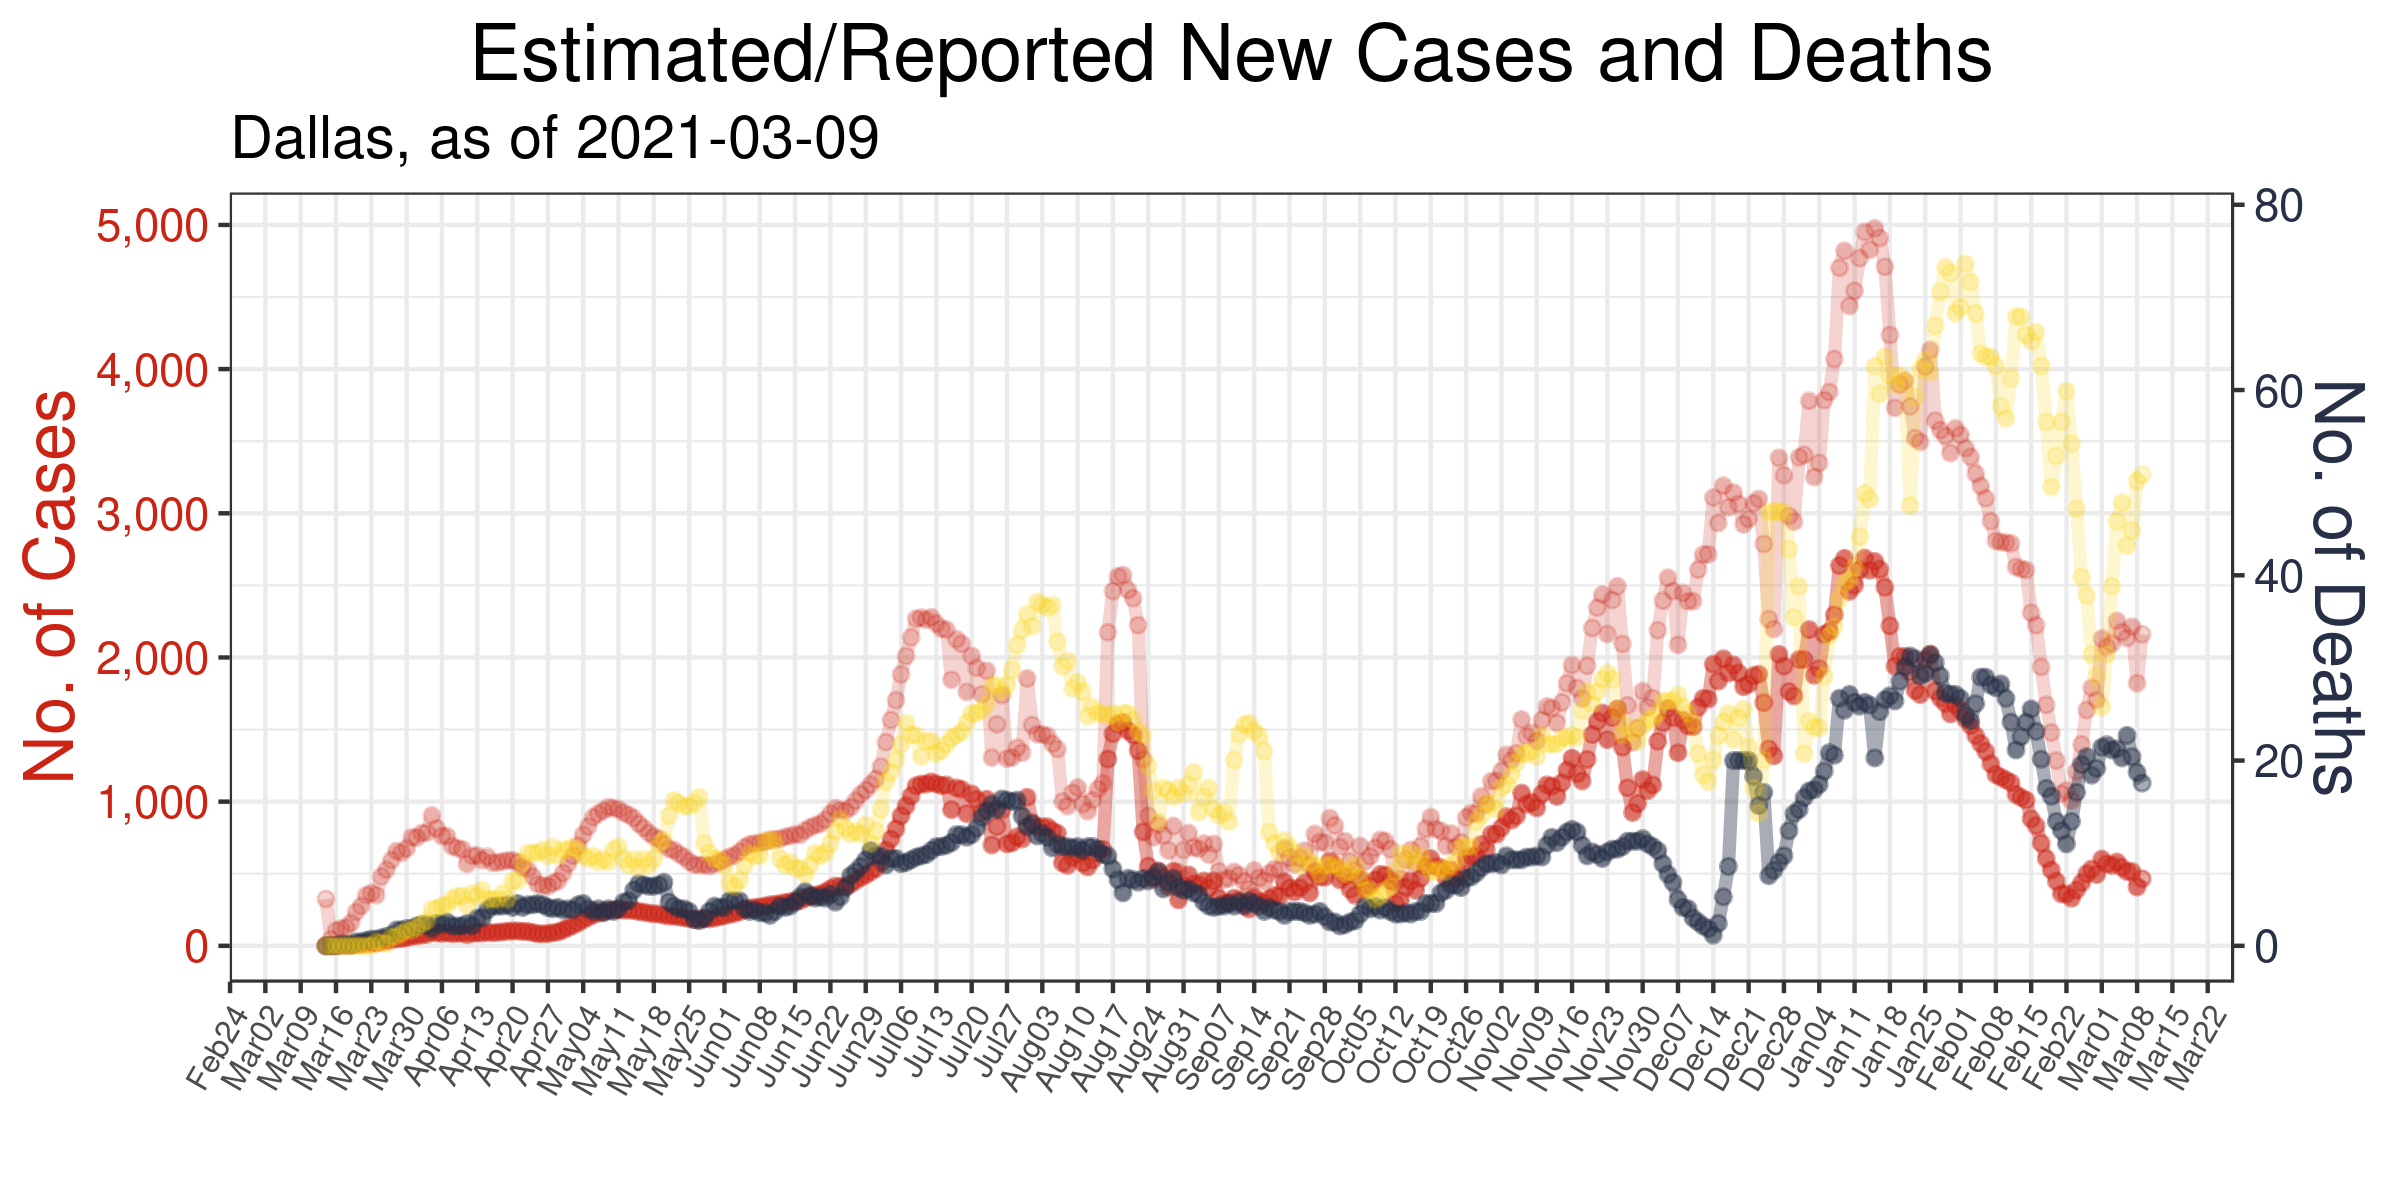 Estimated/Reported New Cases and Deaths
Dallas, as of 2021-03-09
No. of Cases
5,000
4,000
3,000
2,000
1,000
0
80
60
40
20
0
No. of Deaths
Feb24
Mar02
Mar09
Mar16
Mar23
Mar30
Apr06
Apr13
Apr20
Apr27
May04
May11
May18
May25
Jun01
Jun08
Jun15
Jun22
Jun29
Jul06
Jul13
Jul20
Jul27
Aug03
Aug10
Aug17
Aug24
Aug31
Sep07
Sep14
Sep21
Sep28
Oct05
Oct12
Oct19
Oct26
Nov02
Nov09
Nov16
Nov23
Nov30
Dec07
Dec14
Dec21
Dec28
Jan04
Jan11
Jan18
Jan25
Feb01
Feb08
Feb15
Feb22
Mar01
Mar08
Mar15
Mar22